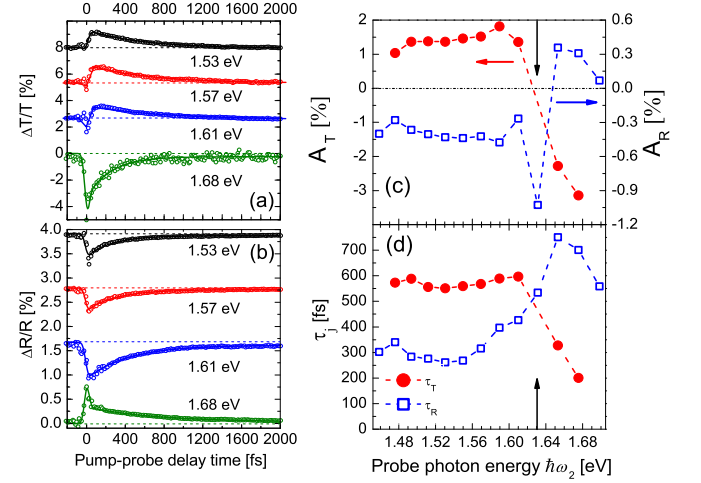 8
6
4
2
0
-2
-4
ΔT/T [%]
1.53 eV
1.57 eV
1.61 eV
1.68 eV
(a)
4.0
3.5
3.0
2.5
2.0
1.5
1.0
0.5
0.0
ΔR/R [%]
(b)
1.53 eV
1.57 eV
1.61 eV
1.68 eV
0 400 800 1200 1600 2000
0 400 800 1200 1600 2000
Pump-probe delay time [fs]
2
1
0
-1
-2
-3
A_T [%]
(c)
0.6
0.3
0.0
-0.3
-0.6
-0.9
-1.2
A_R [%]
700
600
500
400
300
200
100
0
τ_j [fs]
(d)
τ_T
τ_R
1.48 1.52 1.56 1.60 1.64 1.68
Probe photon energy ℏω₂ [eV]